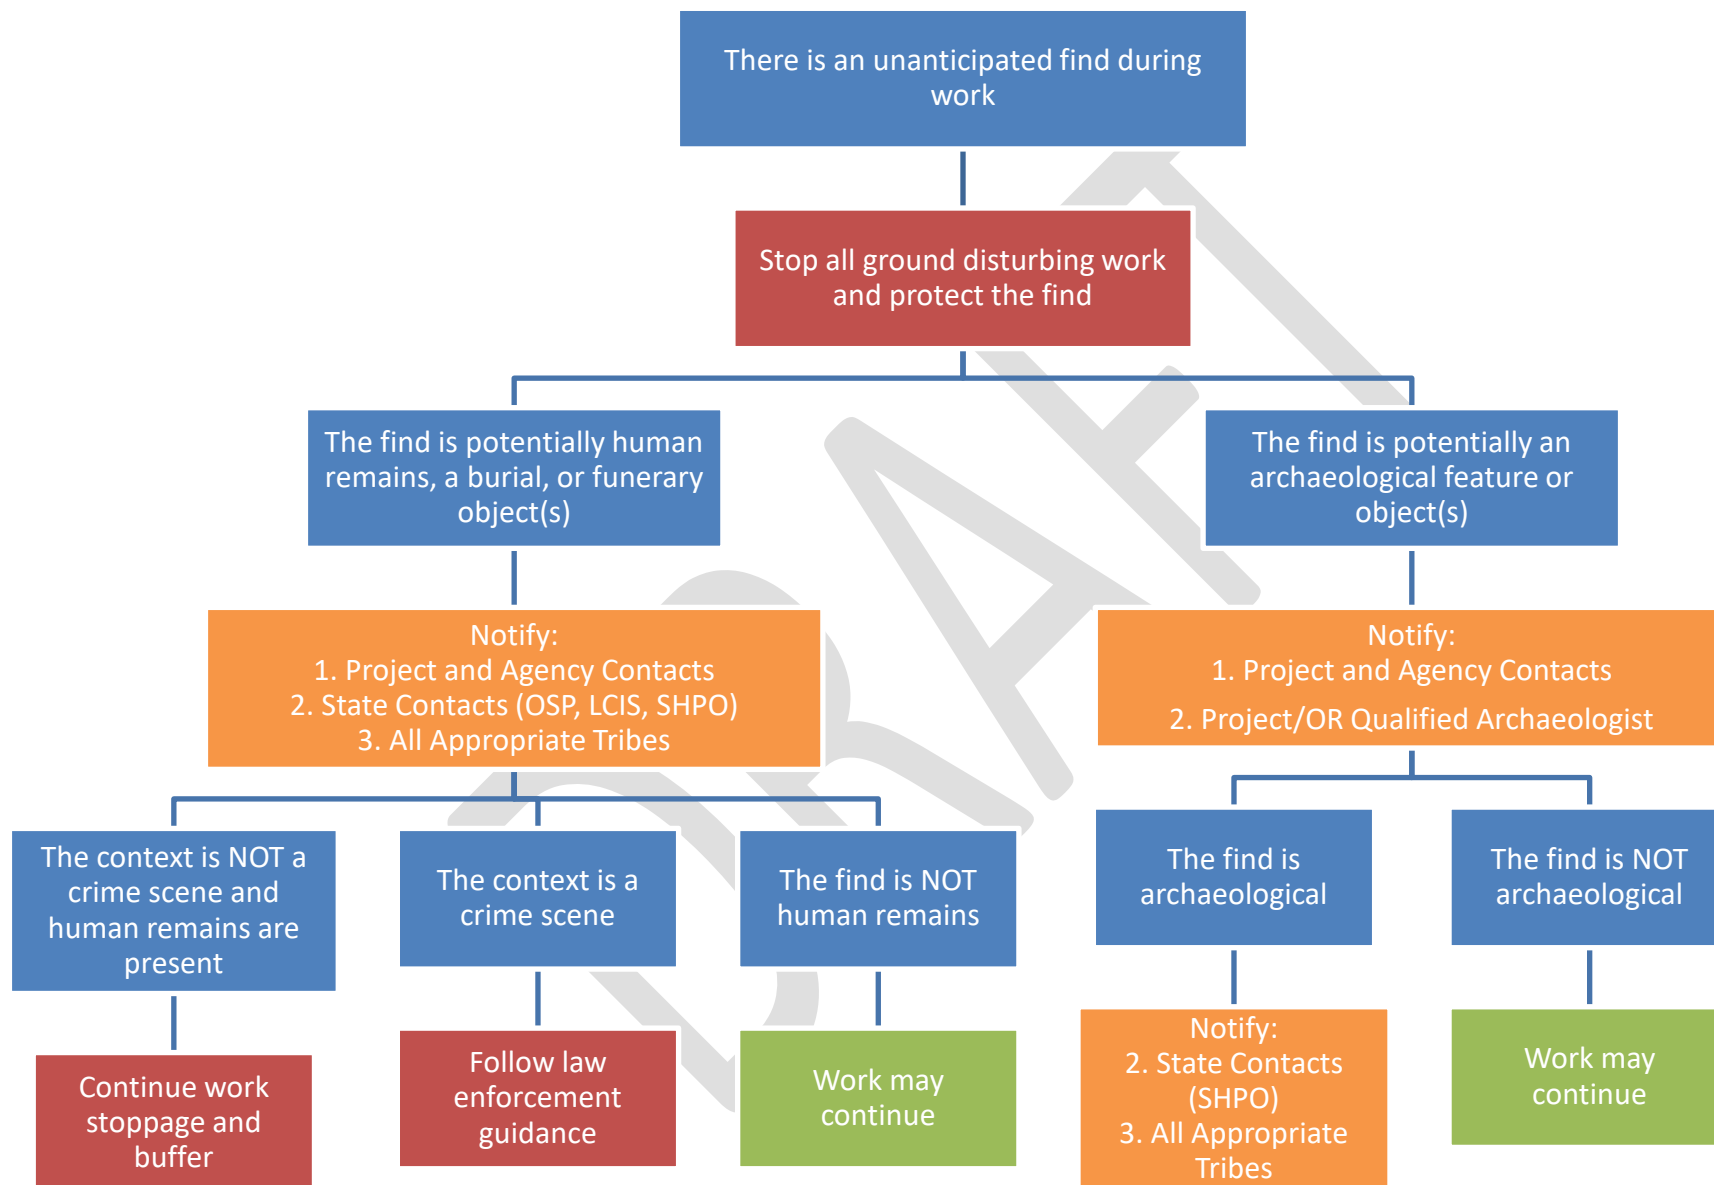 There is an unanticipated find during
work
Stop all ground disturbing work
and protect the find
The find is potentially human
remains, a burial, or funerary
object(s)
The find is potentially an
archaeological feature or
object(s)
Notify:
1. Project and Agency Contacts
2. State Contacts (OSP, LCIS, SHPO)
3. All Appropriate Tribes
Notify:
1. Project and Agency Contacts
2. Project/OR Qualified Archaeologist
The context is NOT a
crime scene and
human remains are
present
The context is a
crime scene
The find is NOT
human remains
The find is
archaeological
The find is NOT
archaeological
Continue work
stoppage and
buffer
Follow law
enforcement
guidance
Work may
continue
Notify:
2. State Contacts
(SHPO)
3. All Appropriate
Tribes
Work may
continue
DRAFT